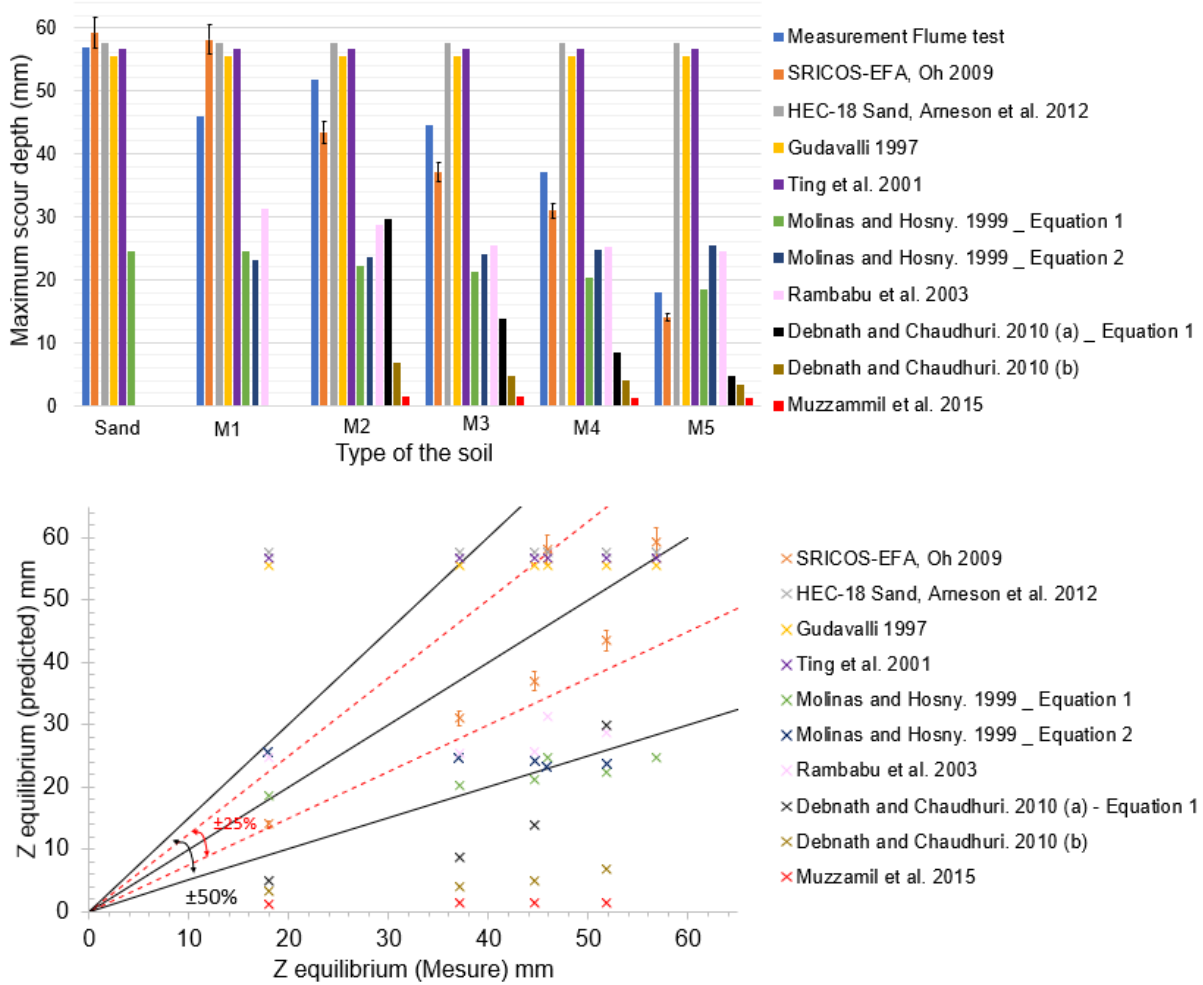 Maximum scour depth (mm)
60
50
40
30
20
10
0
Sand M1 M2 M3 M4 M5
Type of the soil
Measurement Flume test
SRICOS-EFA, Oh 2009
HEC-18 Sand, Arneson et al. 2012
Gudavalli 1997
Ting et al. 2001
Molinas and Hosny. 1999 _ Equation 1
Molinas and Hosny. 1999 _ Equation 2
Rambabu et al. 2003
Debnath and Chaudhuri. 2010 (a) _ Equation 1
Debnath and Chaudhuri. 2010 (b)
Muzzammil et al. 2015
Z equilibrium (predicted) mm
60
50
40
30
20
10
0
±25%
±50%
0 10 20 30 40 50 60
Z equilibrium (Mesure) mm
SRICOS-EFA, Oh 2009
HEC-18 Sand, Arneson et al. 2012
Gudavalli 1997
Ting et al. 2001
Molinas and Hosny. 1999 _ Equation 1
Molinas and Hosny. 1999 _ Equation 2
Rambabu et al. 2003
Debnath and Chaudhuri. 2010 (a) - Equation 1
Debnath and Chaudhuri. 2010 (b)
Muzzamil et al. 2015